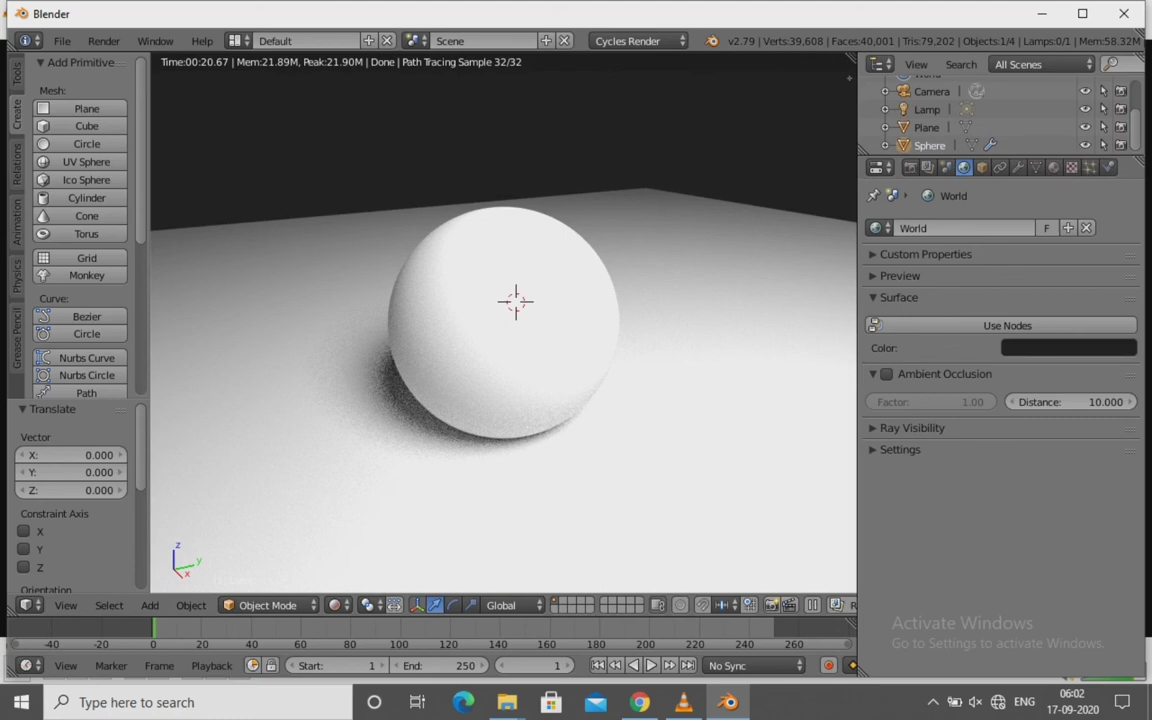 Blender
File Render Window Help Default Scene Cycles Render v2.79 | Verts:39,608 | Faces:40,001 | Tris:79,202 | Objects:1/4 | Lamps:0/1 | Mem:58.32M
Time:00:20.67 | Mem:21.89M, Peak:21.90M | Done | Path Tracing Sample 32/32
Tools
Create
Relations
Animation
Physics
Grease Pencil
Add Primitive
Mesh:
Plane
Cube
Circle
UV Sphere
Ico Sphere
Cylinder
Cone
Torus
Grid
Monkey
Curve:
Bezier
Circle
Nurbs Curve
Nurbs Circle
Path
Translate
Vector
X: 0.000
Y: 0.000
Z: 0.000
Constraint Axis
X
Y
Z
Orientation
z
y
x
View Search All Scenes
World
Camera
Lamp
Plane
Sphere
World
World F
Custom Properties
Preview
Surface
Use Nodes
Color:
Ambient Occlusion
Factor: 1.00 Distance: 10.000
Ray Visibility
Settings
Activate Windows
Go to Settings to activate Windows.
View Select Add Object Object Mode Global R
-40 -20 0 20 40 60 80 100 120 140 160 180 200 220 240 260
View Marker Frame Playback Start: 1 End: 250 1 No Sync
Type here to search
ENG
06:02
17-09-2020